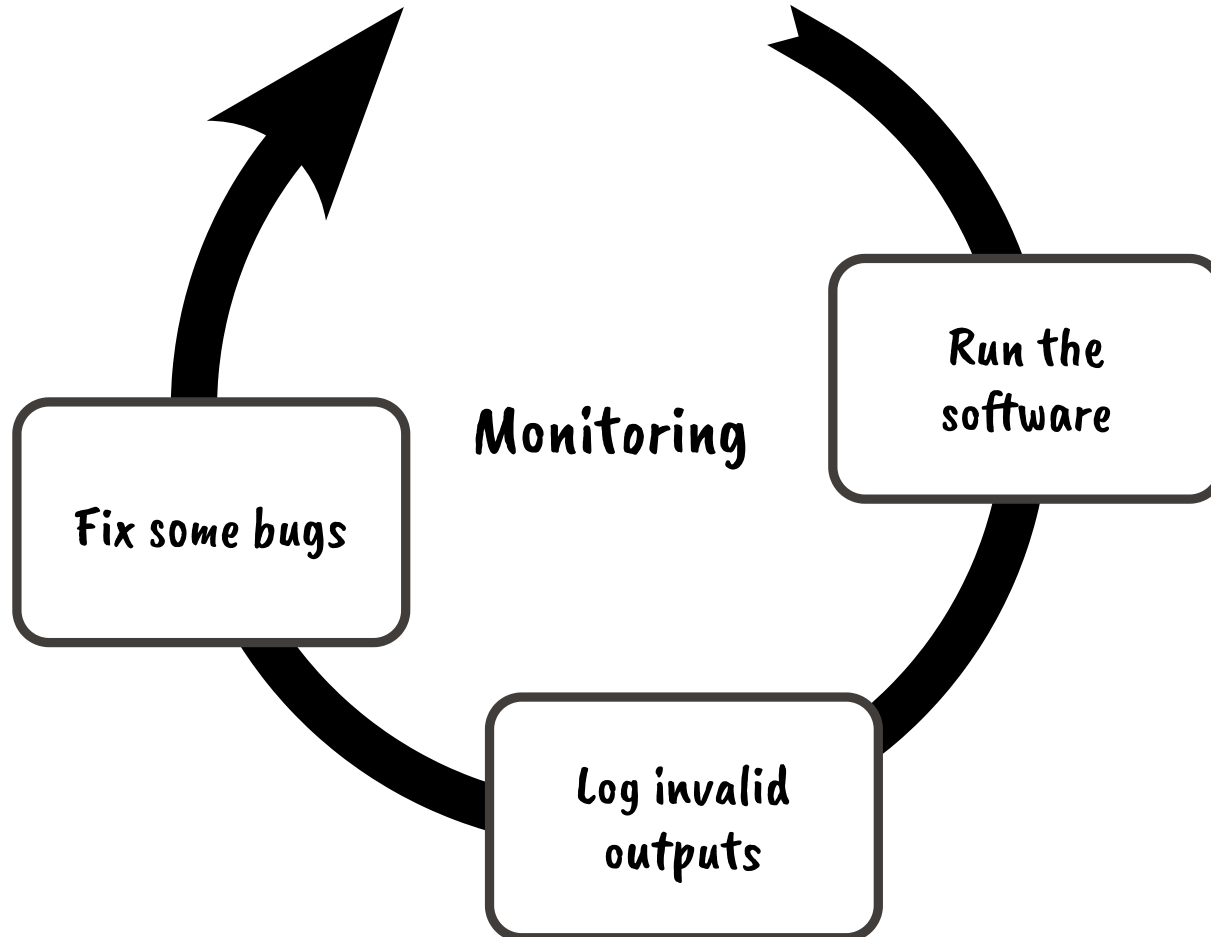 Run the
software
Monitoring
Fix some bugs
Log invalid
outputs